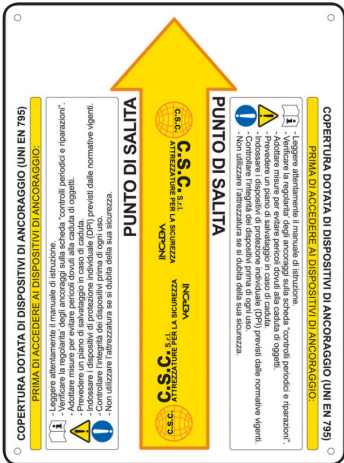 COPERTURA DOTATA DI DISPOSITIVI DI ANCORAGGIO (UNI EN 795)
PRIMA DI ACCEDERE AI DISPOSITIVI DI ANCORAGGIO:
- Leggere attentamente il manuale di istruzione.
- Verificare la regolarità degli ancoraggi sulla scheda "controlli periodici e riparazioni".
- Adottare misure per evitare pericoli dovuti alla caduta di oggetti.
- Prevedere un piano di salvataggio in caso di caduta.
- Indossare i dispositivi di protezione individuale (DPI) previsti dalle normative vigenti.
- Controllare l'integrità dei dispositivi prima di ogni uso.
- Non utilizzare l'attrezzatura se si dubita della sua sicurezza.
PUNTO DI SALITA
C.S.C.
C.S.C. S.r.l.
ATTREZZATURE PER LA SICUREZZA
C.S.C.
C.S.C. S.r.l.
ATTREZZATURE PER LA SICUREZZA
PUNTO DI SALITA
- Leggere attentamente il manuale di istruzione.
- Verificare la regolarità degli ancoraggi sulla scheda "controlli periodici e riparazioni".
- Adottare misure per evitare pericoli dovuti alla caduta di oggetti.
- Prevedere un piano di salvataggio in caso di caduta.
- Indossare i dispositivi di protezione individuale (DPI) previsti dalle normative vigenti.
- Controllare l'integrità dei dispositivi prima di ogni uso.
- Non utilizzare l'attrezzatura se si dubita della sua sicurezza.
PRIMA DI ACCEDERE AI DISPOSITIVI DI ANCORAGGIO:
COPERTURA DOTATA DI DISPOSITIVI DI ANCORAGGIO (UNI EN 795)